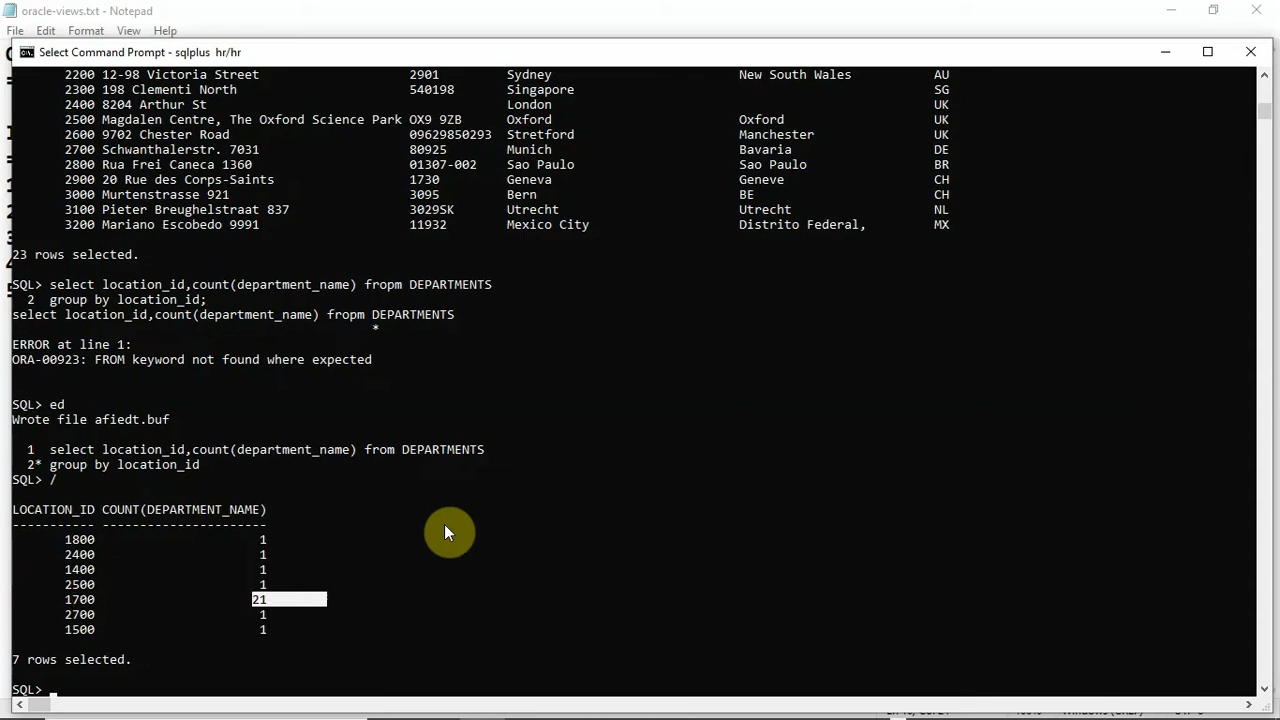 oracle-views.txt - Notepad
File Edit Format View Help
Select Command Prompt - sqlplus hr/hr
2200 12-98 Victoria Street 2901 Sydney New South Wales AU
2300 198 Clementi North 540198 Singapore SG
2400 8204 Arthur St London UK
2500 Magdalen Centre, The Oxford Science Park OX9 9ZB Oxford Oxford UK
2600 9702 Chester Road 09629850293 Stretford Manchester UK
2700 Schwanthalerstr. 7031 80925 Munich Bavaria DE
2800 Rua Frei Caneca 1360 01307-002 Sao Paulo Sao Paulo BR
2900 20 Rue des Corps-Saints 1730 Geneva Geneve CH
3000 Murtenstrasse 921 3095 Bern BE CH
3100 Pieter Breughelstraat 837 3029SK Utrecht Utrecht NL
3200 Mariano Escobedo 9991 11932 Mexico City Distrito Federal, MX
23 rows selected.
SQL> select location_id,count(department_name) fropm DEPARTMENTS
2 group by location_id;
select location_id,count(department_name) fropm DEPARTMENTS
*
ERROR at line 1:
ORA-00923: FROM keyword not found where expected
SQL> ed
Wrote file afiedt.buf
1 select location_id,count(department_name) from DEPARTMENTS
2* group by location_id
SQL> /
LOCATION_ID COUNT(DEPARTMENT_NAME)
----------- ----------------------
1800 1
2400 1
1400 1
2500 1
1700 21
2700 1
1500 1
7 rows selected.
SQL>